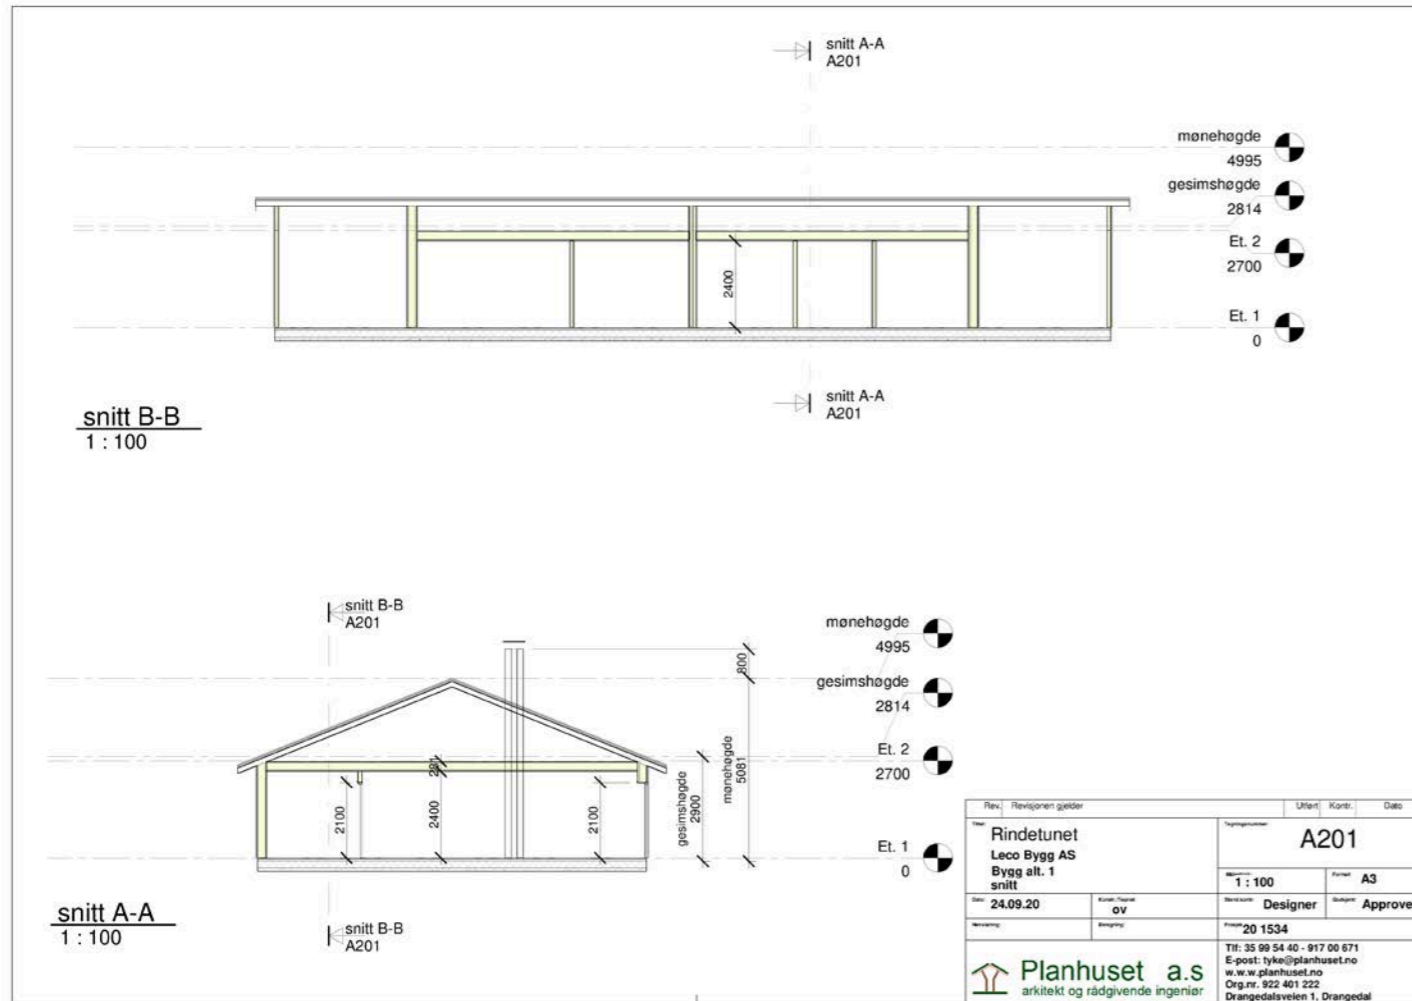 snitt A-A
A201
mønehøgde
4995
gesimshøgde
2814
Et. 2
2700
2400
Et. 1
0
snitt A-A
A201
snitt B-B
1 : 100
snitt B-B
A201
mønehøgde
4995
800
gesimshøgde
2814
281
Et. 2
2700
mønehøgde
5081
gesimshøgde
2900
2100
2400
2100
Et. 1
0
snitt A-A
1 : 100
snitt B-B
A201
Rev. Revisjonen gjelder Utført Kontr. Dato
Rindetunet
Leco Bygg AS
Bygg alt. 1
snitt
A201
1 : 100 Format A3
24.09.20
ov
Designer Approve
20 1534
Planhuset a.s
arkitekt og rådgivende ingeniør
Tlf: 35 99 54 40 - 917 00 671
E-post: tyke@planhuset.no
w.w.w.planhuset.no
Org.nr. 922 401 222
Drangedalsveien 1, Drangedal